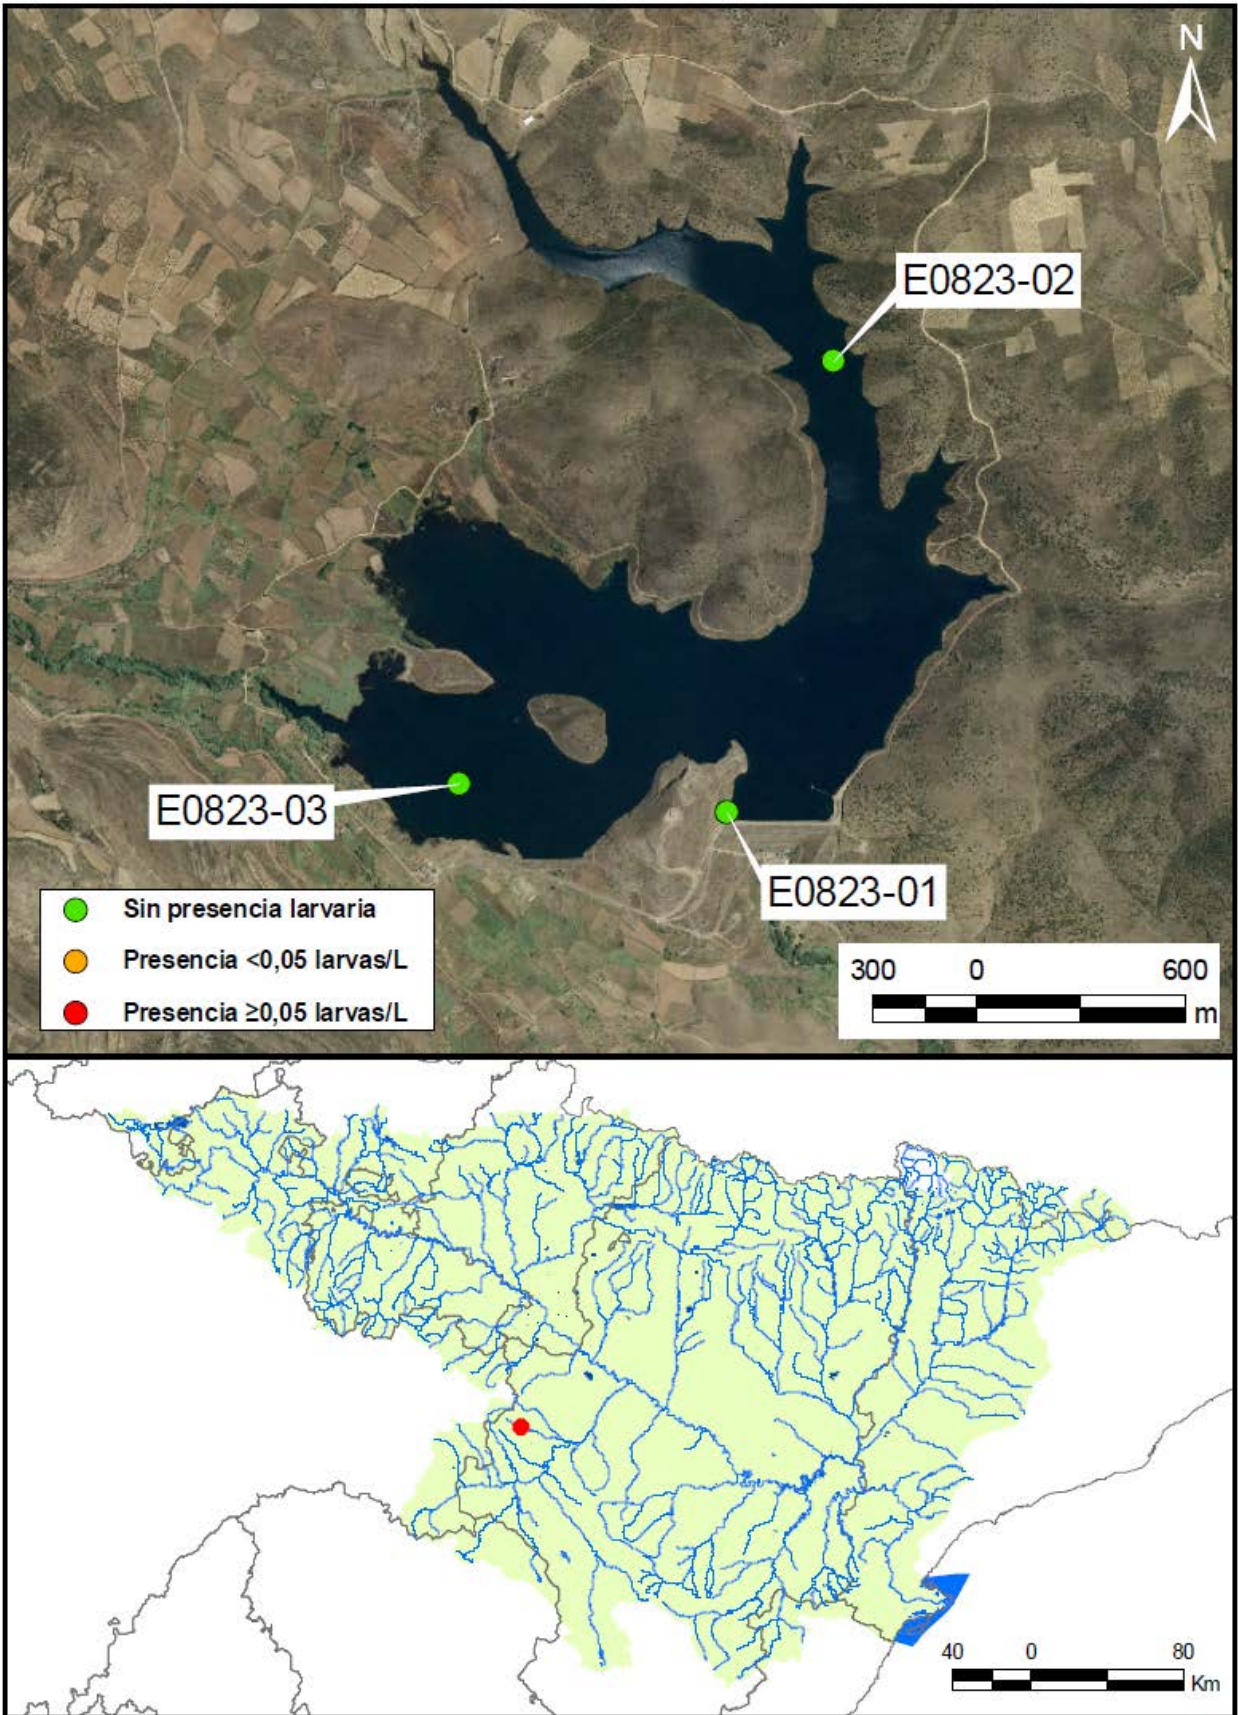 N
E0823-02
E0823-03
E0823-01
Sin presencia larvaria
Presencia <0,05 larvas/L
Presencia ≥0,05 larvas/L
300 0 600
m
40 0 80
Km